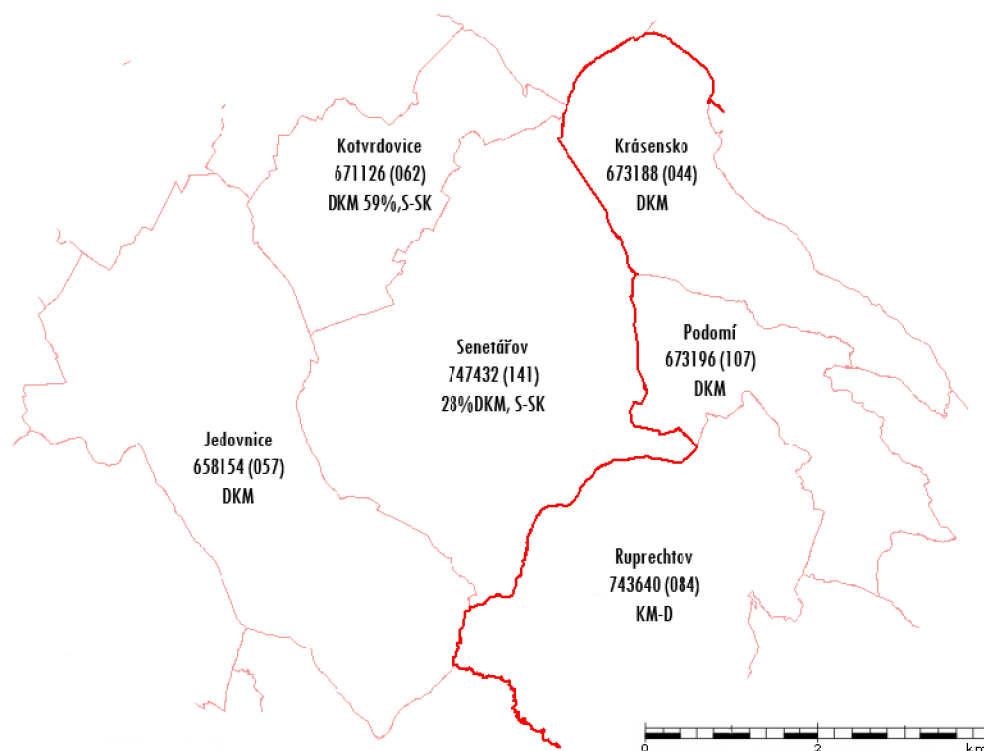 Kotvrdovice
671126 (062)
DKM 59%,S-SK
Krásensko
673188 (044)
DKM
Senetářov
747432 (141)
28%DKM, S-SK
Podomí
673196 (107)
DKM
Jedovnice
658154 (057)
DKM
Ruprechtov
743640 (084)
KM-D
0 2 km